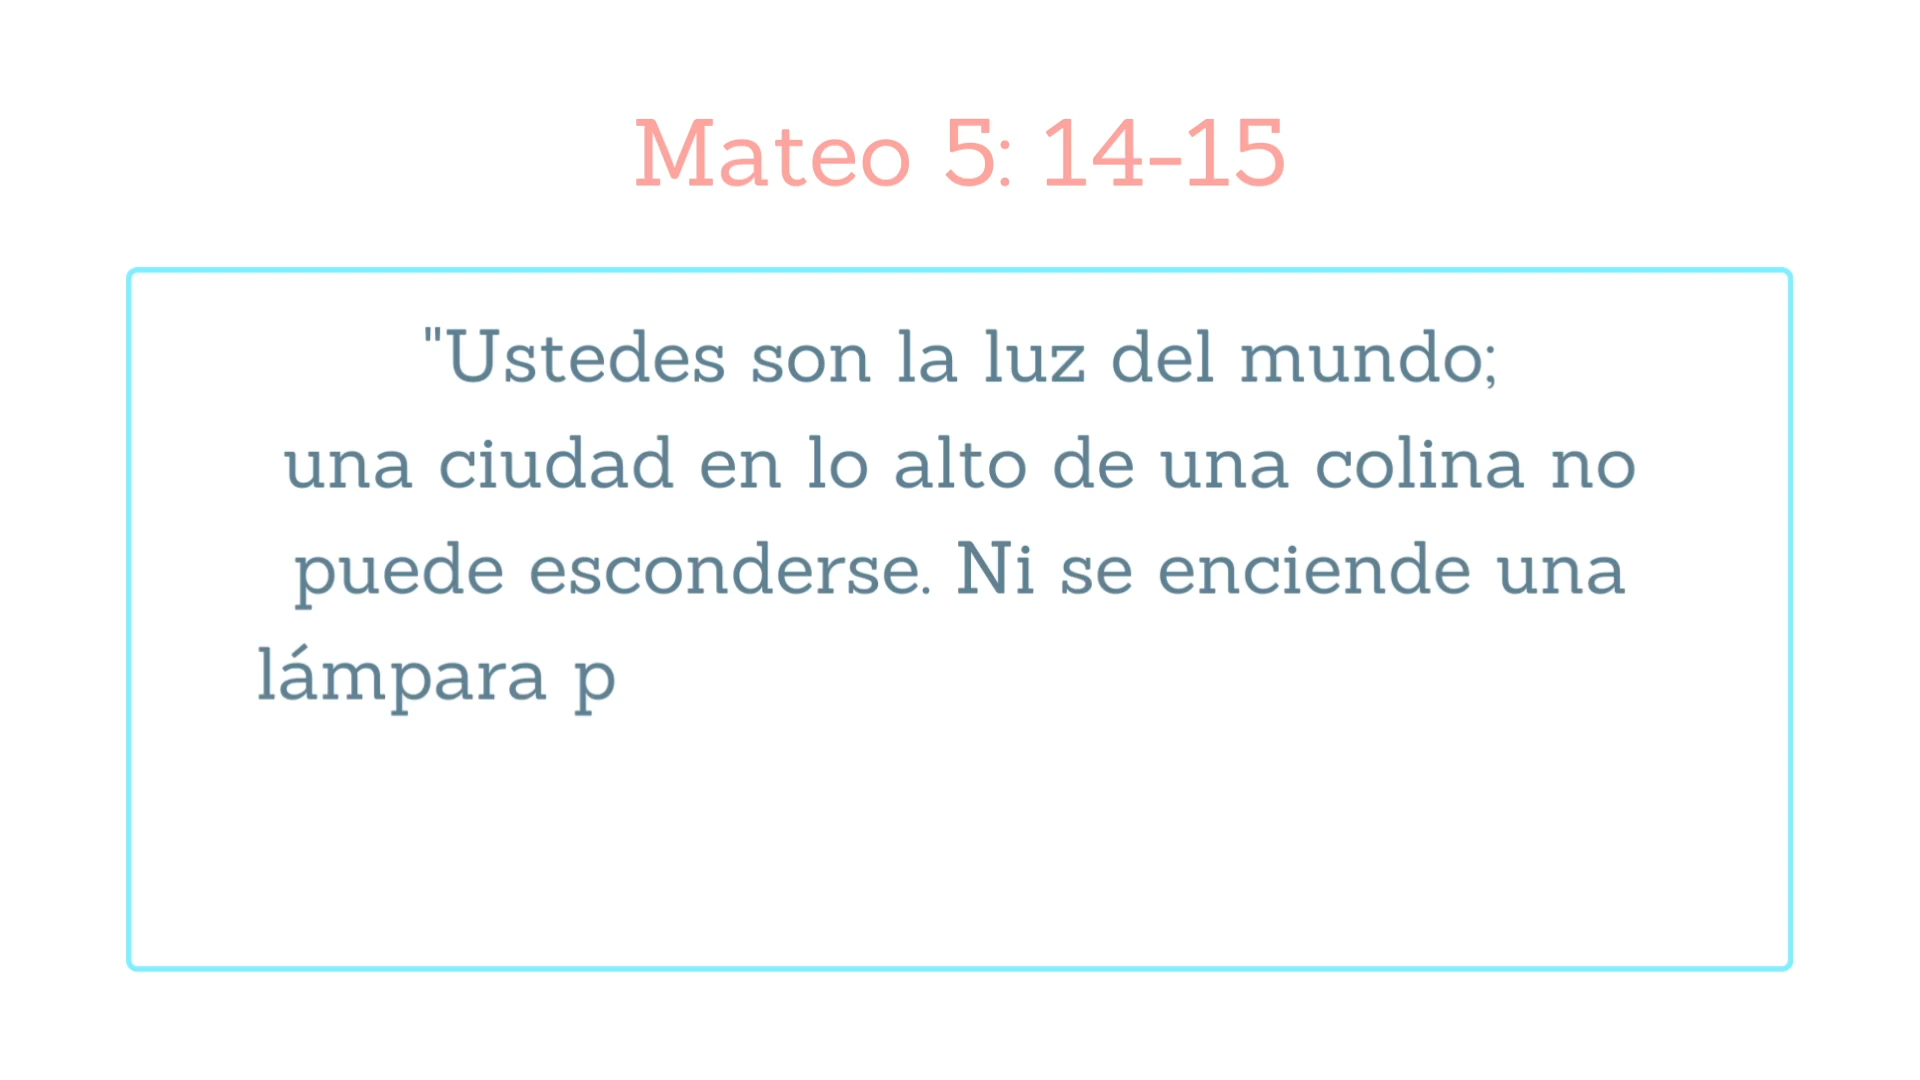 Mateo 5: 14-15
"Ustedes son la luz del mundo;
una ciudad en lo alto de una colina no
puede esconderse. Ni se enciende una
lámpara p